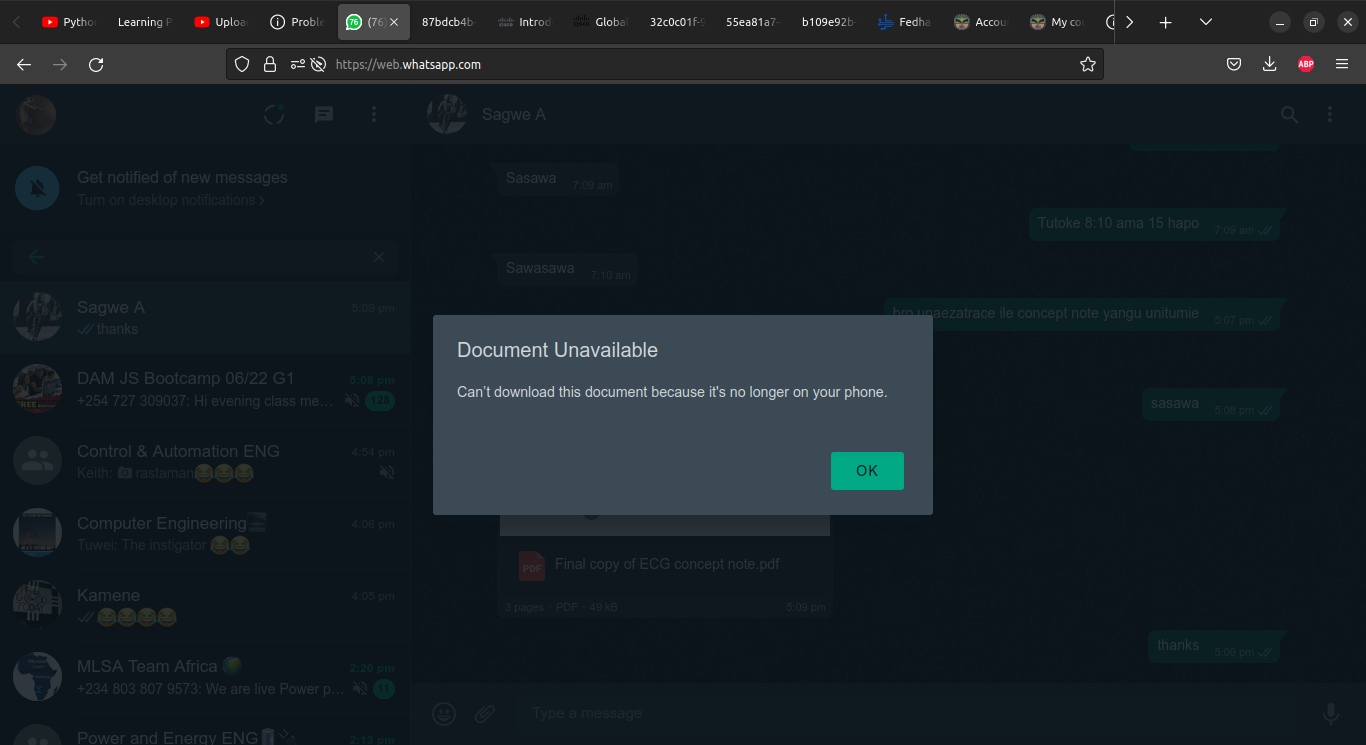 Pytho
Learning P
Uploa
Proble
(76)
87bdcb4b-
Introd
Global
32c0c01f-9
55ea81a7-
b109e92b-
Fedha
Accou
My cou
https://web.whatsapp.com
ABP
Sagwe A
Get notified of new messages
Turn on desktop notifications
Sagwe A
5:09 pm
thanks
DAM JS Bootcamp 06/22 G1
5:08 pm
+254 727 309037: Hi evening class me…
128
Control & Automation ENG
4:54 pm
Keith: 📷 rastaman😂😂😂
Computer Engineering
4:06 pm
Tuwei: The instigator 😂😂
Kamene
4:05 pm
😂😂😂😂
MLSA Team Africa 🌍
2:20 pm
+234 803 807 9573: We are live Power p…
11
Power and Energy ENG
2:13 pm
Sasawa
7:09 am
Tutoke 8:10 ama 15 hapo
7:09 am
Sawasawa
7:10 am
bro unaezatrace ile concept note yangu unitumie
5:07 pm
sasawa
5:08 pm
Document Unavailable
Can't download this document because it's no longer on your phone.
OK
PDF
Final copy of ECG concept note.pdf
3 pages · PDF · 49 kB
5:09 pm
thanks
5:09 pm
Type a message